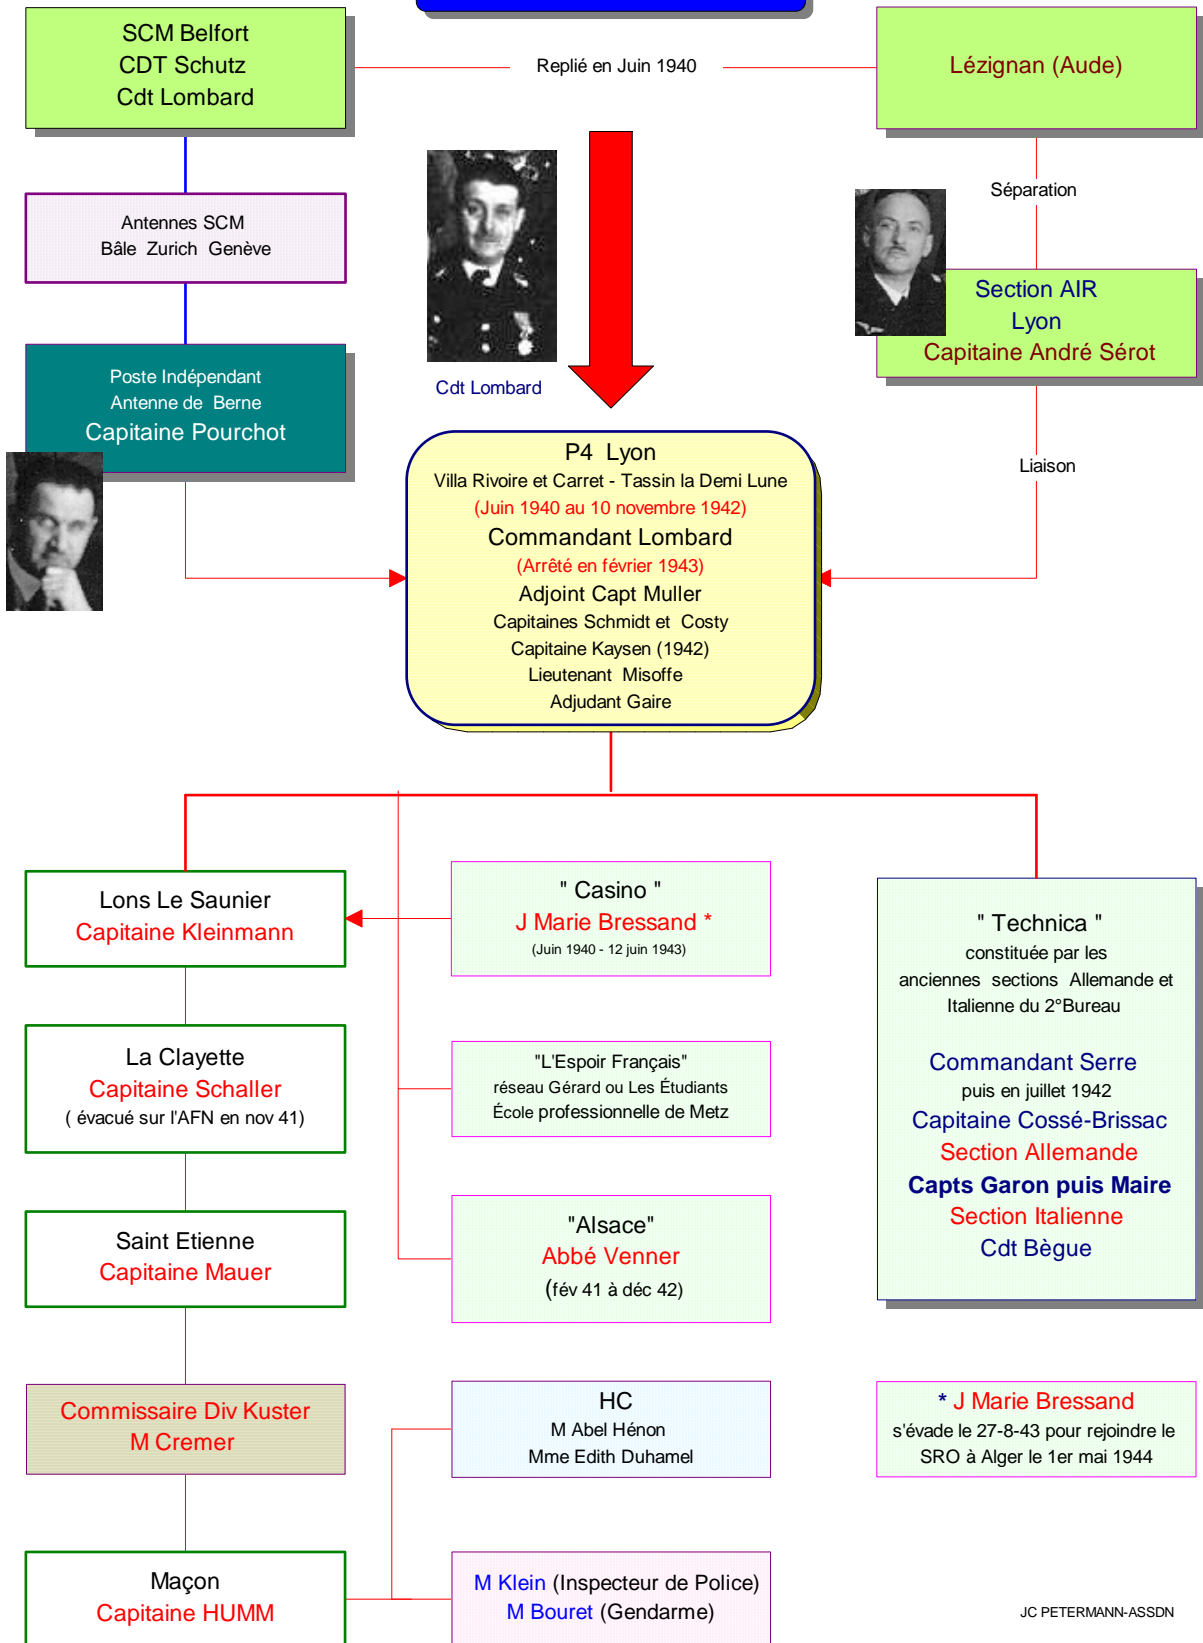 SCM Belfort
CDT Schutz
Cdt Lombard
Replié en Juin 1940
Lézignan (Aude)
Séparation
Antennes SCM
Bâle Zurich Genève
Section AIR
Lyon
Capitaine André Sérot
Poste Indépendant
Antenne de Berne
Capitaine Pourchot
Cdt Lombard
Liaison
P4 Lyon
Villa Rivoire et Carret - Tassin la Demi Lune
(Juin 1940 au 10 novembre 1942)
Commandant Lombard
(Arrêté en février 1943)
Adjoint Capt Muller
Capitaines Schmidt et Costy
Capitaine Kaysen (1942)
Lieutenant Misoffe
Adjudant Gaire
Lons Le Saunier
Capitaine Kleinmann
" Casino "
J Marie Bressand *
(Juin 1940 - 12 juin 1943)
" Technica "
constituée par les
anciennes sections Allemande et
Italienne du 2°Bureau
Commandant Serre
puis en juillet 1942
Capitaine Cossé-Brissac
Section Allemande
Capts Garon puis Maire
Section Italienne
Cdt Bègue
La Clayette
Capitaine Schaller
( évacué sur l'AFN en nov 41)
"L'Espoir Français"
réseau Gérard ou Les Étudiants
École professionnelle de Metz
Saint Etienne
Capitaine Mauer
"Alsace"
Abbé Venner
(fév 41 à déc 42)
Commissaire Div Kuster
M Cremer
HC
M Abel Hénon
Mme Edith Duhamel
* J Marie Bressand
s'évade le 27-8-43 pour rejoindre le
SRO à Alger le 1er mai 1944
Maçon
Capitaine HUMM
M Klein (Inspecteur de Police)
M Bouret (Gendarme)
JC PETERMANN-ASSDN